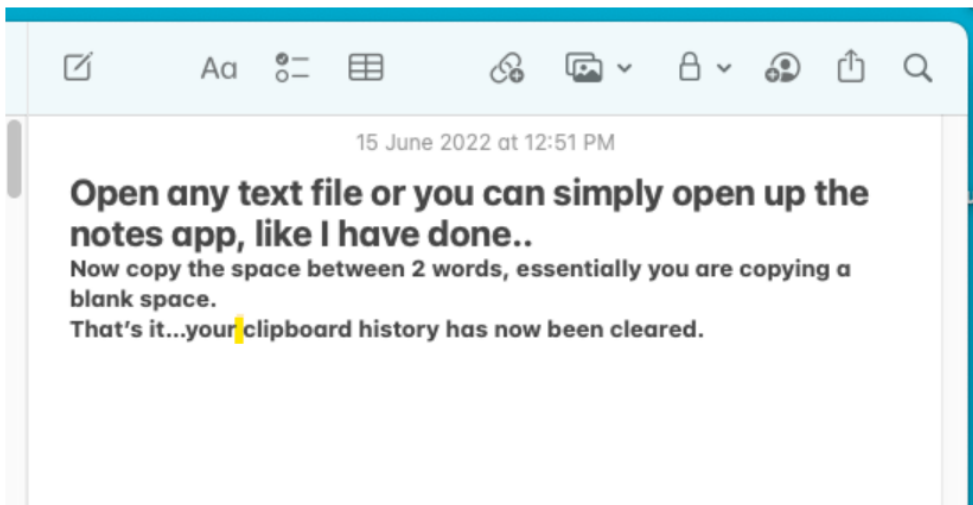 Aa
15 June 2022 at 12:51 PM
Open any text file or you can simply open up the
notes app, like I have done..
Now copy the space between 2 words, essentially you are copying a
blank space.
That's it...your clipboard history has now been cleared.